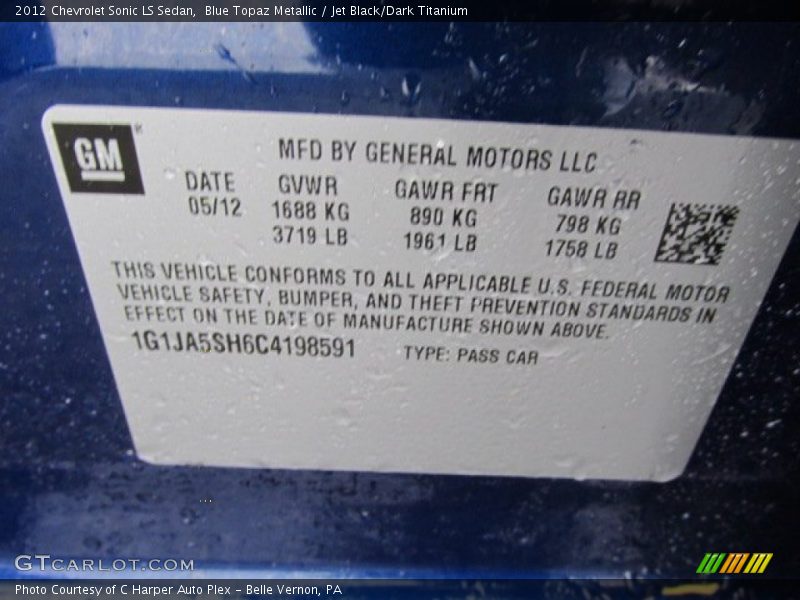 2012 Chevrolet Sonic LS Sedan, Blue Topaz Metallic / Jet Black/Dark Titanium
GM
MFD BY GENERAL MOTORS LLC
DATE GVWR GAWR FRT GAWR RR
05/12 1688 KG 890 KG 798 KG
3719 LB 1961 LB 1758 LB
THIS VEHICLE CONFORMS TO ALL APPLICABLE U.S. FEDERAL MOTOR
VEHICLE SAFETY, BUMPER, AND THEFT PREVENTION STANDARDS IN
EFFECT ON THE DATE OF MANUFACTURE SHOWN ABOVE.
1G1JA5SH6C4198591 TYPE: PASS CAR
GTcarlot.com
Photo Courtesy of C Harper Auto Plex - Belle Vernon, PA